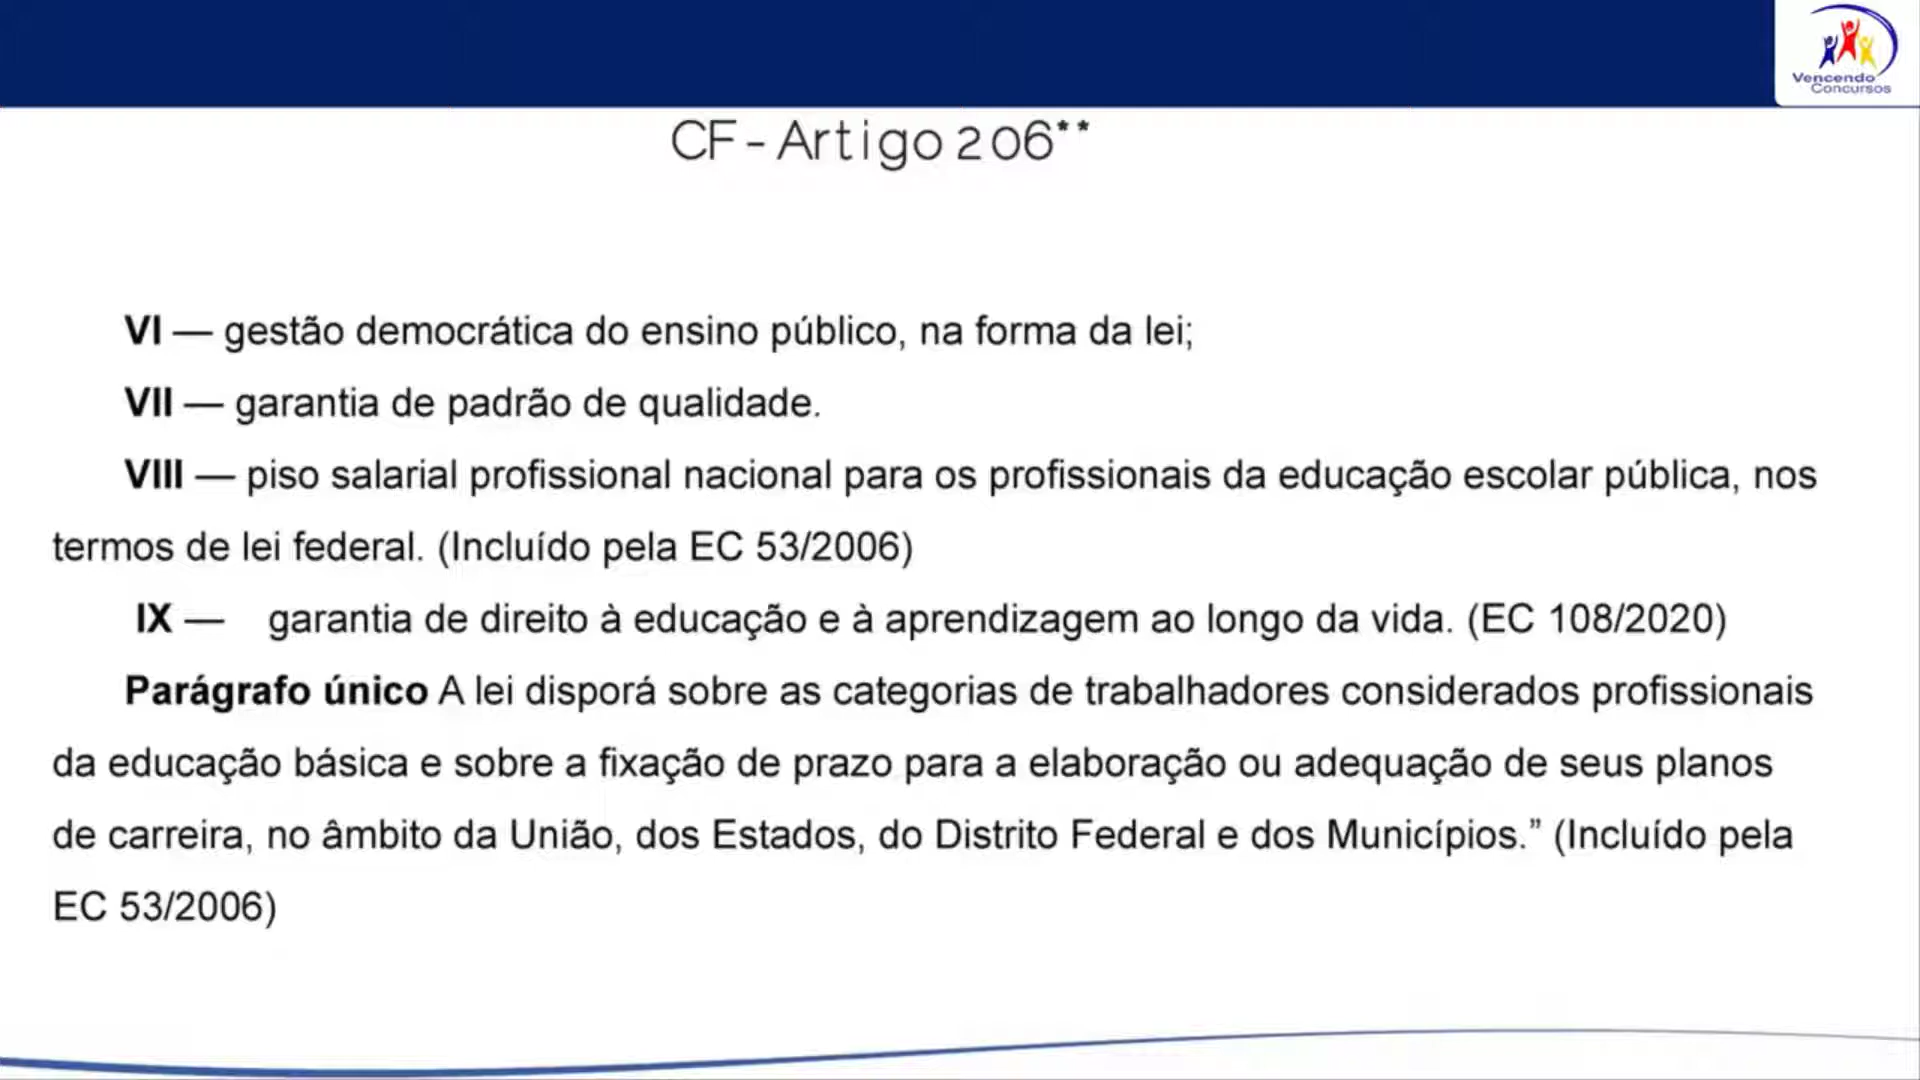 Vencendo
Concursos
CF - Artigo 206**
VI — gestão democrática do ensino público, na forma da lei;
VII — garantia de padrão de qualidade.
VIII — piso salarial profissional nacional para os profissionais da educação escolar pública, nos
termos de lei federal. (Incluído pela EC 53/2006)
IX — garantia de direito à educação e à aprendizagem ao longo da vida. (EC 108/2020)
Parágrafo único A lei disporá sobre as categorias de trabalhadores considerados profissionais
da educação básica e sobre a fixação de prazo para a elaboração ou adequação de seus planos
de carreira, no âmbito da União, dos Estados, do Distrito Federal e dos Municípios.” (Incluído pela
EC 53/2006)